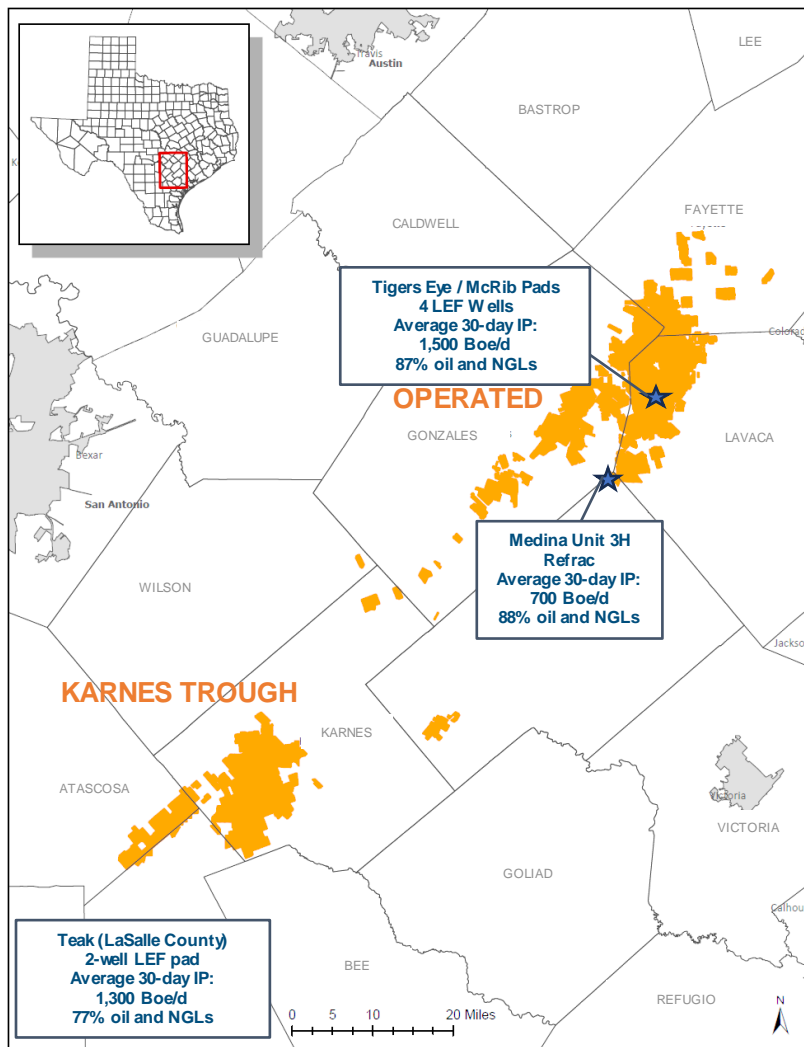 Travis
Austin
LEE
BASTROP
FAYETTE
CALDWELL
Tigers Eye / McRib Pads
4 LEF Wells
Average 30-day IP:
1,500 Boe/d
87% oil and NGLs
GUADALUPE
OPERATED
GONZALES
LAVACA
Bexar
San Antonio
Medina Unit 3H
Refrac
Average 30-day IP:
700 Boe/d
88% oil and NGLs
WILSON
KARNES TROUGH
KARNES
ATASCOSA
Victoria
VICTORIA
GOLIAD
Teak (LaSalle County)
2-well LEF pad
Average 30-day IP:
1,300 Boe/d
77% oil and NGLs
BEE
REFUGIO
N
0 5 10 20 Miles